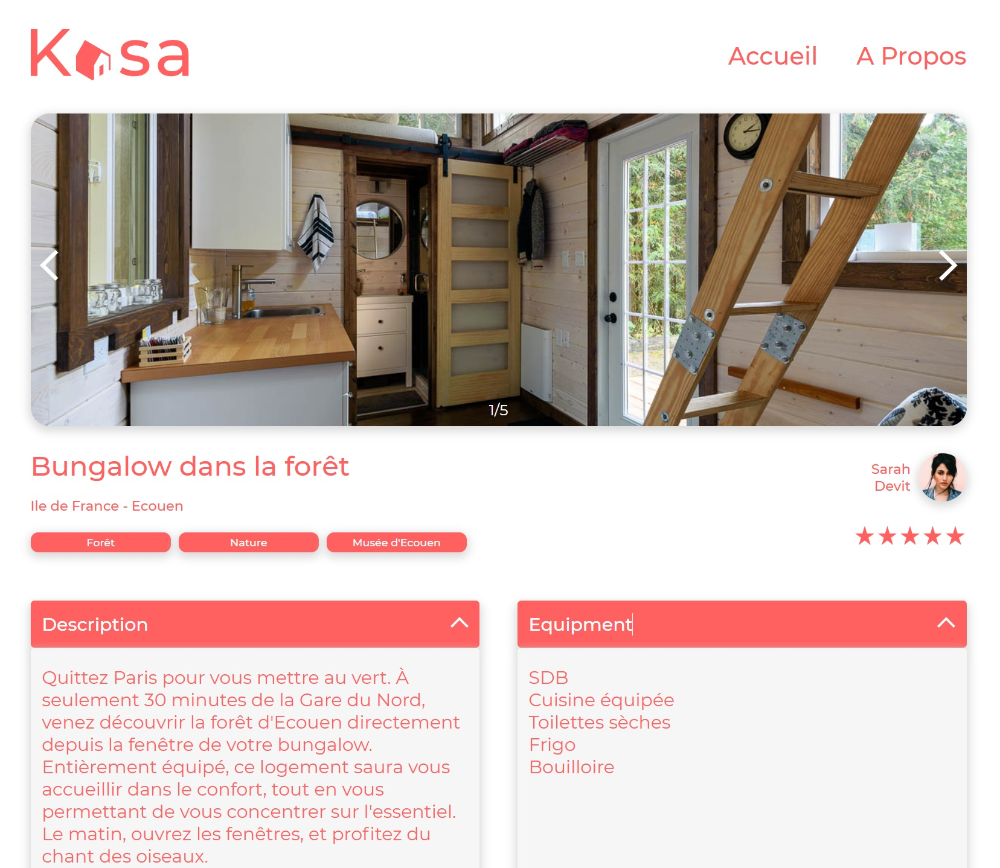 Kasa
Accueil
A Propos
1/5
Bungalow dans la forêt
Sarah
Devit
Ile de France - Ecouen
Forêt
Nature
Musée d'Ecouen
Description
Quittez Paris pour vous mettre au vert. À
seulement 30 minutes de la Gare du Nord,
venez découvrir la forêt d'Ecouen directement
depuis la fenêtre de votre bungalow.
Entièrement équipé, ce logement saura vous
accueillir dans le confort, tout en vous
permettant de vous concentrer sur l'essentiel.
Le matin, ouvrez les fenêtres, et profitez du
chant des oiseaux.
Equipment
SDB
Cuisine équipée
Toilettes sèches
Frigo
Bouilloire